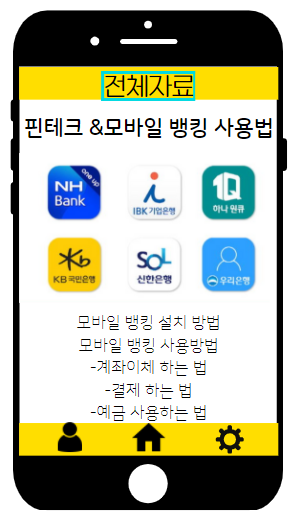 전체자료
핀테크 &모바일 뱅킹 사용법
NH Bank one up
IBK 기업은행
1Q 하나 원큐
KB 국민은행
SOL 신한은행
우리은행
모바일 뱅킹 설치 방법
모바일 뱅킹 사용방법
-계좌이체 하는 법
-결제 하는 법
-예금 사용하는 법